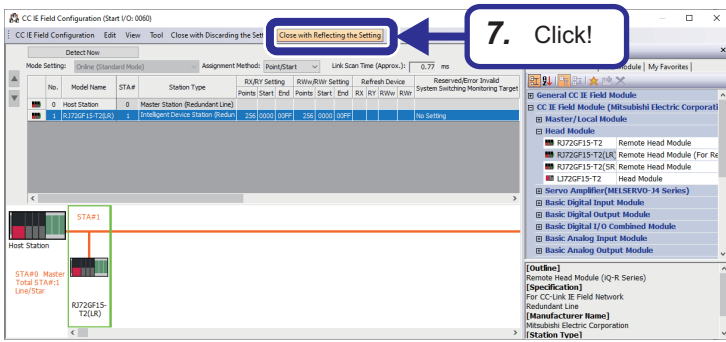 CC IE Field Configuration (Start I/O: 0060)
CC IE Field Configuration Edit View Tool Close with Discarding the Sett Close with Reflecting the Setting
7. Click!
Detect Now
Mode Setting: Online (Standard Mode) Assignment Method: Point/Start Link Scan Time (Approx.): 0.77 ms
Module | My Favorites
No. Model Name STA# Station Type RX/RY Setting RWw/RWr Setting Refresh Device Reserved/Error Invalid System Switching Monitoring Target
Points Start End Points Start End RX RY RWw RWr
0 Host Station 0 Master Station (Redundant Line)
1 RJ72GF15-T2(LR) 1 Intelligent Device Station (Redun 256 0000 00FF 256 0000 00FF No Setting
General CC IE Field Module
CC IE Field Module (Mitsubishi Electric Corporati
Master/Local Module
Head Module
RJ72GF15-T2 Remote Head Module
RJ72GF15-T2(LR Remote Head Module (For Re
RJ72GF15-T2(SR Remote Head Module
LJ72GF15-T2 Head Module
Servo Amplifier(MELSERVO-J4 Series)
Basic Digital Input Module
Basic Digital Output Module
Basic Digital I/O Combined Module
Basic Analog Input Module
Basic Analog Output Module
STA#1
Host Station
STA#0 Master
Total STA#:1
Line/Star
RJ72GF15-
T2(LR)
[Outline]
Remote Head Module (iQ-R Series)
[Specification]
For CC-Link IE Field Network
Redundant Line
[Manufacturer Name]
Mitsubishi Electric Corporation
[Station Type]